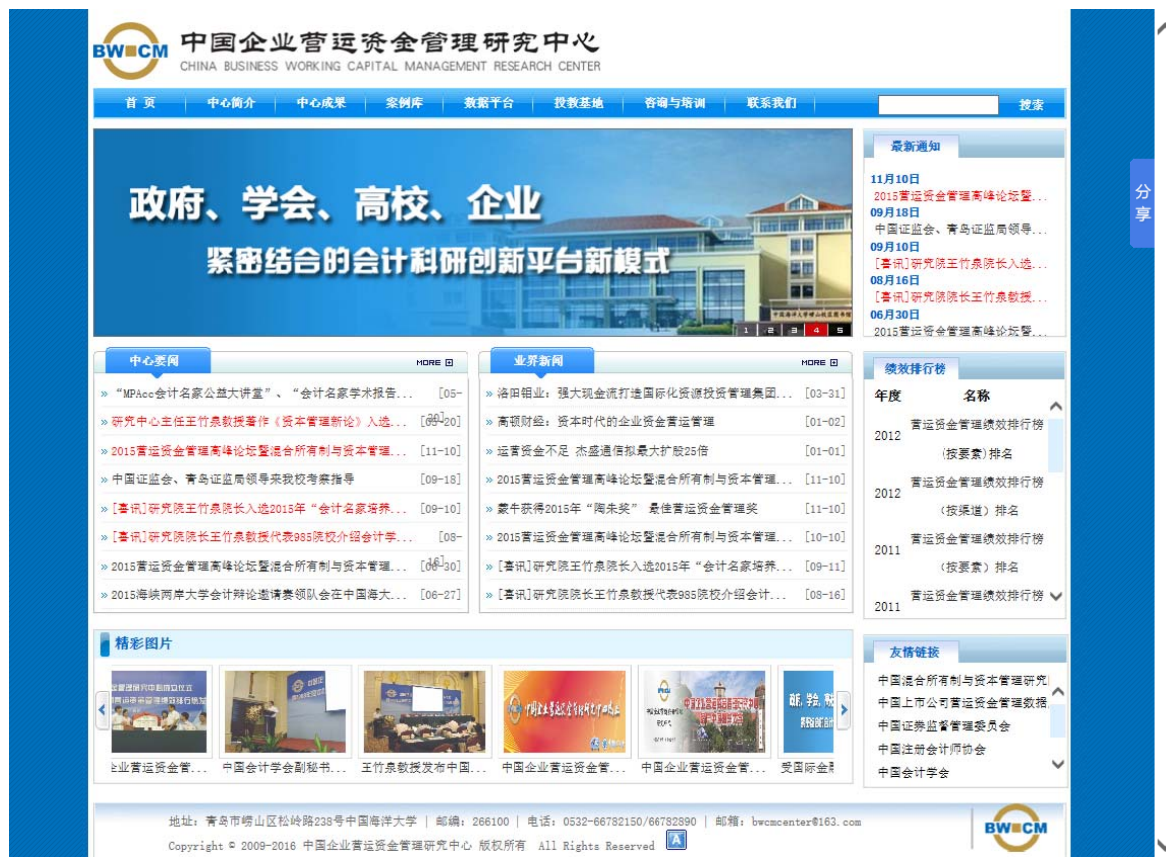 BWCM
中国企业营运资金管理研究中心
CHINA BUSINESS WORKING CAPITAL MANAGEMENT RESEARCH CENTER
首 页 中心简介 中心成果 案例库 数据平台 投教基地 咨询与培训 联系我们 搜索
政府、学会、高校、企业
紧密结合的会计科研创新平台新模式
中国海洋大学崂山校区图书馆
1 2 3 4 5
最新通知
11月10日
2015营运资金管理高峰论坛暨...
09月18日
中国证监会、青岛证监局领导...
09月10日
[喜讯]研究院王竹泉院长入选...
08月16日
[喜讯]研究院院长王竹泉教授...
06月30日
2015营运资金管理高峰论坛暨...
分享
中心要闻 MORE
“MPAcc会计名家公益大讲堂”、“会计名家学术报告... [05-
研究中心主任王竹泉教授著作《资本管理新论》入选...
2015营运资金管理高峰论坛暨混合所有制与资本管理... [11-10]
中国证监会、青岛证监局领导来我校考察指导 [09-18]
[喜讯]研究院王竹泉院长入选2015年“会计名家培养... [09-10]
[喜讯]研究院院长王竹泉教授代表985院校介绍会计学... [08-
2015营运资金管理高峰论坛暨混合所有制与资本管理...
2015海峡两岸大学会计辩论邀请赛领队会在中国海大... [06-27]
业界新闻 MORE
洛阳钼业：强大现金流打造国际化资源投资管理集团... [03-31]
高顿财经：资本时代的企业资金营运管理 [01-02]
运营资金不足 杰盛通信拟最大扩股25倍 [01-01]
2015营运资金管理高峰论坛暨混合所有制与资本管理... [11-10]
蒙牛获得2015年“陶朱奖” 最佳营运资金管理奖 [11-10]
2015营运资金管理高峰论坛暨混合所有制与资本管理... [10-10]
[喜讯]研究院王竹泉院长入选2015年“会计名家培养... [09-11]
[喜讯]研究院院长王竹泉教授代表985院校介绍会计... [08-16]
绩效排行榜
年度 名称
2012 营运资金管理绩效排行榜
(按要素)排名
2012 营运资金管理绩效排行榜
（按渠道）排名
2011 营运资金管理绩效排行榜
（按要素）排名
2011 营运资金管理绩效排行榜
精彩图片
企业营运资金管... 中国会计学会副秘书... 王竹泉教授发布中国... 中国企业营运资金管... 中国企业营运资金管... 受国际金融
友情链接
中国混合所有制与资本管理研究
中国上市公司营运资金管理数据
中国证券监督管理委员会
中国注册会计师协会
中国会计学会
地址：青岛市崂山区松岭路238号中国海洋大学 | 邮编：266100 | 电话：0532-66782150/66782890 | 邮箱：bwcmcenter@163.com
Copyright © 2009-2016 中国企业营运资金管理研究中心 版权所有 All Rights Reserved
BWCM